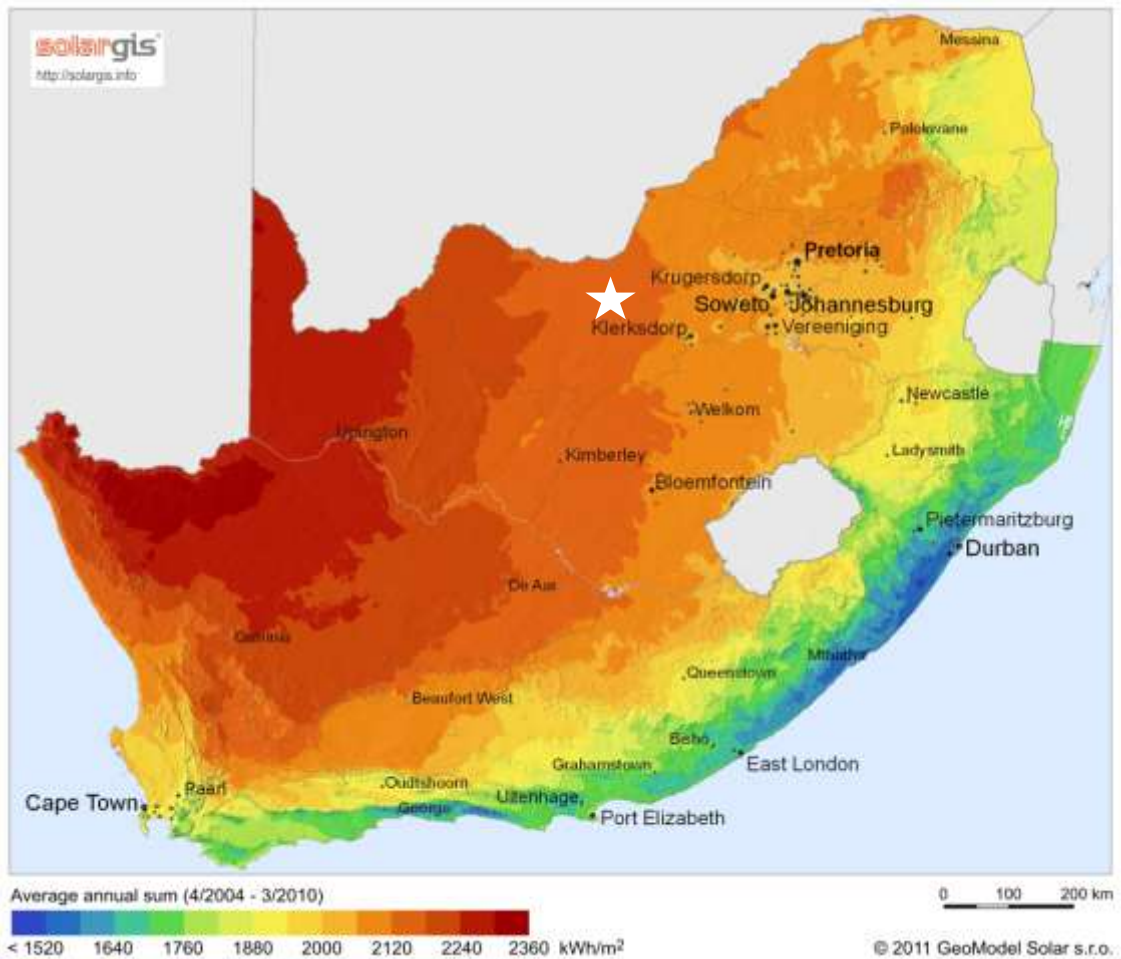 solargis
http://solargis.info
Messina
Polokwane
Pretoria
Krugersdorp
Soweto
Johannesburg
Klerksdorp
Vereeniging
Newcastle
Welkom
Upington
Kimberley
Ladysmith
Bloemfontein
Pietermaritzburg
Durban
De Aar
Calvinia
Mthatha
Queenstown
Beaufort West
Bisho
East London
Grahamstown
Oudtshoorn
Paarl
Uitenhage
Cape Town
George
Port Elizabeth
Average annual sum (4/2004 - 3/2010)
0 100 200 km
< 1520 1640 1760 1880 2000 2120 2240 2360 kWh/m²
© 2011 GeoModel Solar s.r.o.